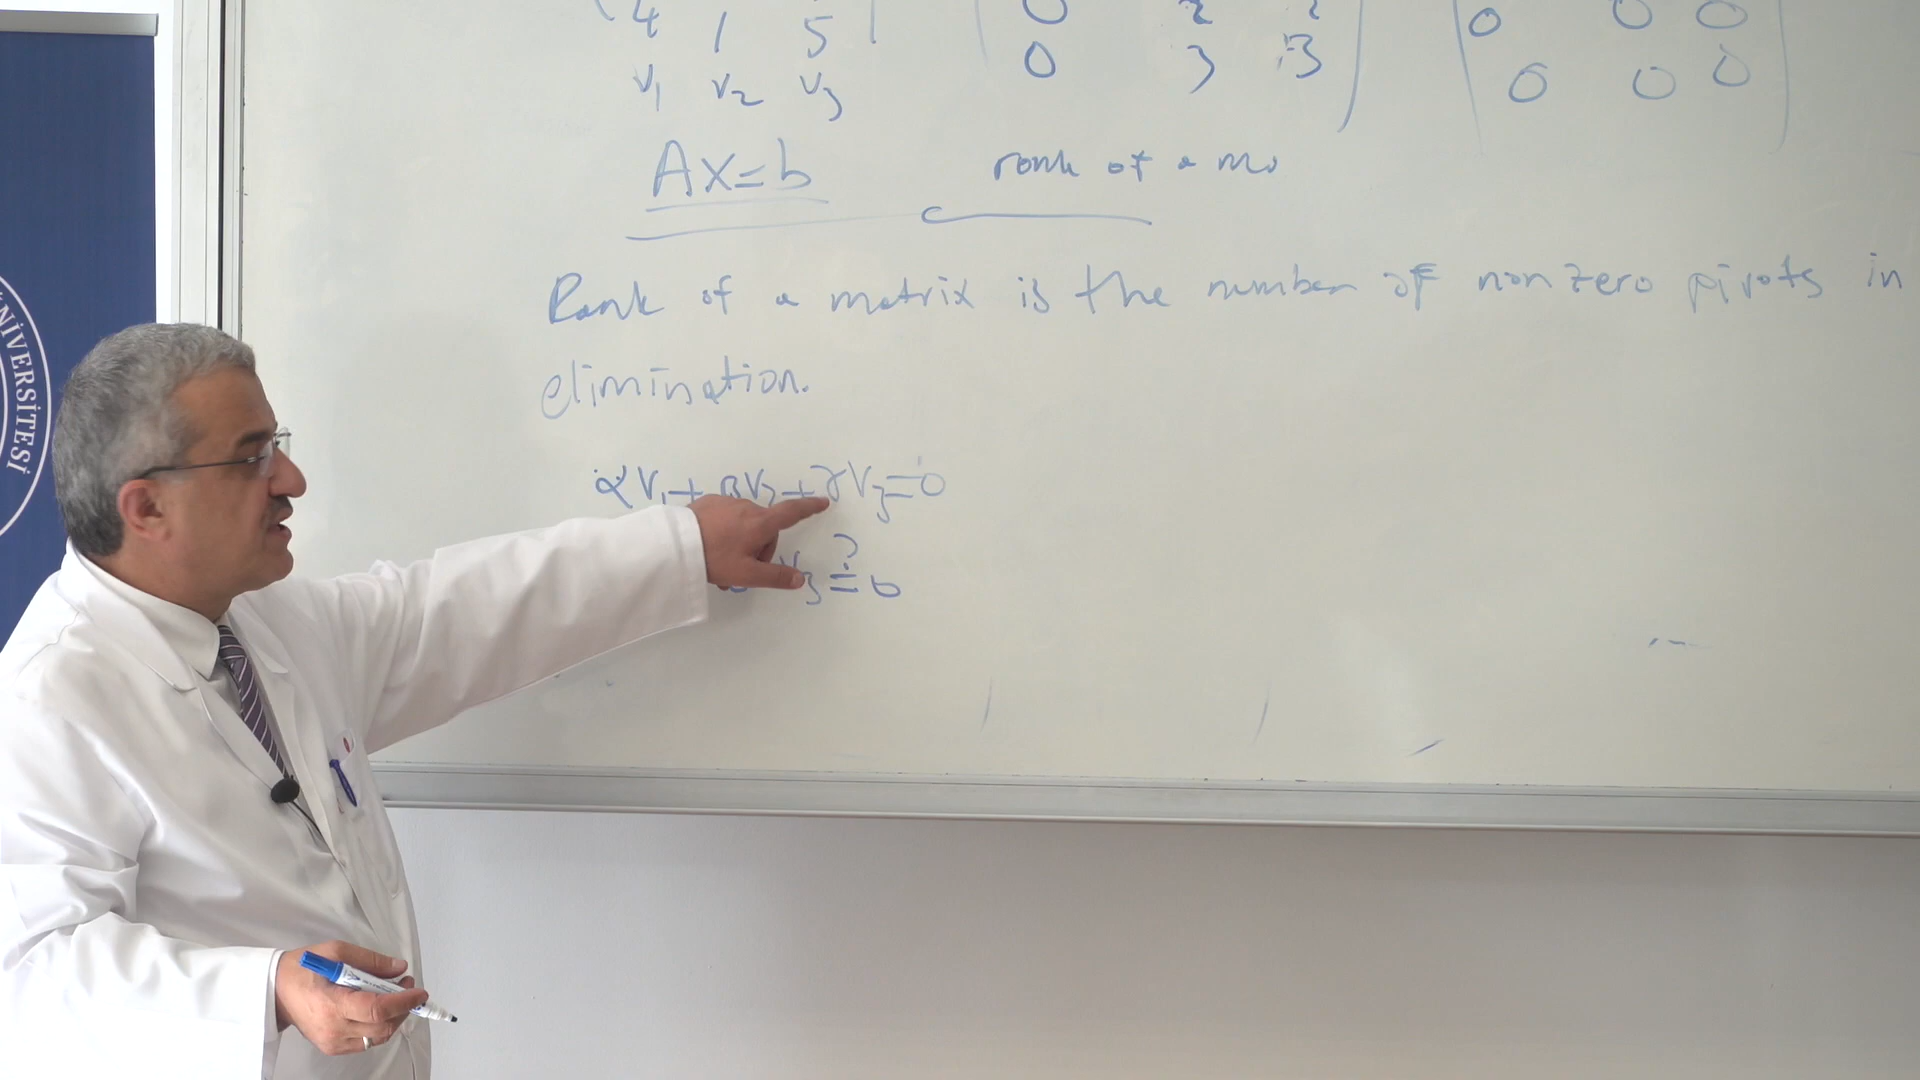 4 1 5 0 2 2 0 0 0
0 3 3 0 0 0
v₁ v₂ v₃
Ax=b rank of a ma
Rank of a matrix is the number of nonzero pivots in
elimination.
αv₁+ βv₂+γv₃=0
v₃ ?= 0
ÜNİVERSİTESİ